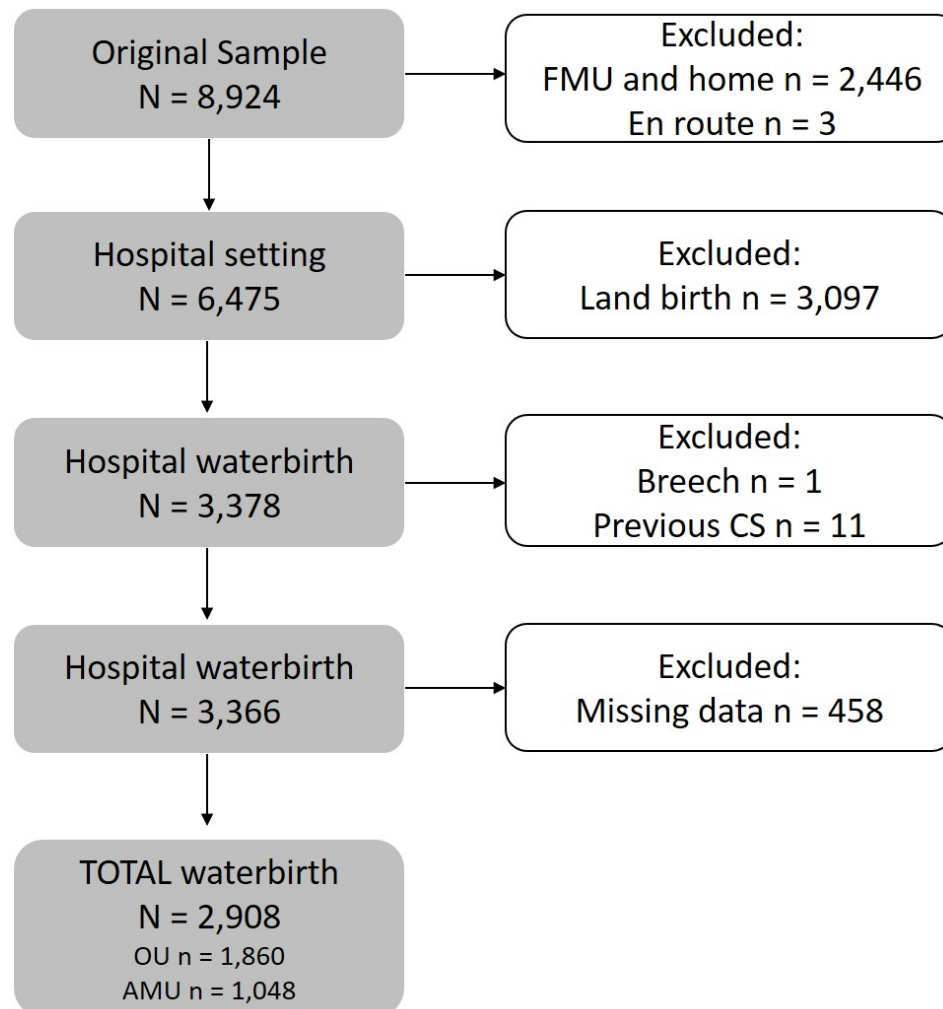 Original Sample
N = 8,924
Excluded:
FMU and home n = 2,446
En route n = 3
Hospital setting
N = 6,475
Excluded:
Land birth n = 3,097
Hospital waterbirth
N = 3,378
Excluded:
Breech n = 1
Previous CS n = 11
Hospital waterbirth
N = 3,366
Excluded:
Missing data n = 458
TOTAL waterbirth
N = 2,908
OU n = 1,860
AMU n = 1,048